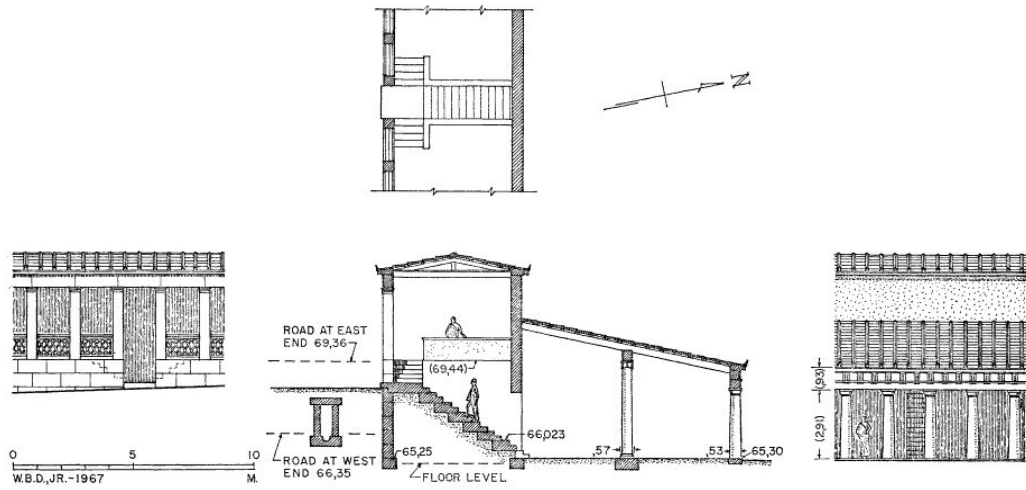 N
ROAD AT EAST
END 69,36
(69,44)
66,023
65,25
ROAD AT WEST
END 66,35
FLOOR LEVEL
,57
,53
65,30
(,93)
(2,91)
0 5 10
W.B.D.,JR.-1967 M.